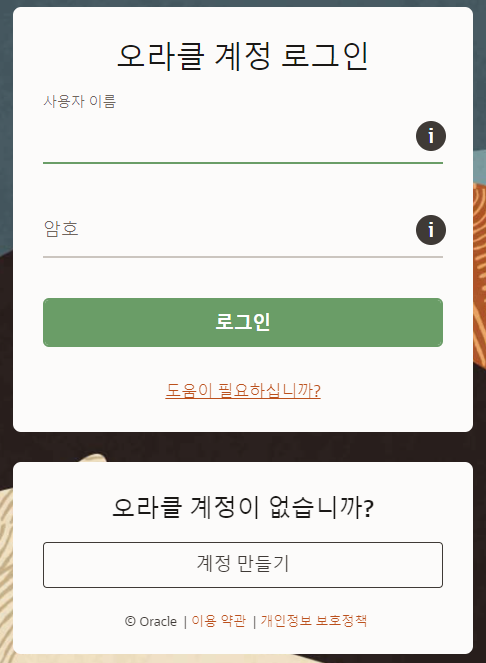 오라클 계정 로그인
사용자 이름
i
암호
i
로그인
도움이 필요하십니까?
오라클 계정이 없습니까?
계정 만들기
© Oracle | 이용 약관 | 개인정보 보호정책